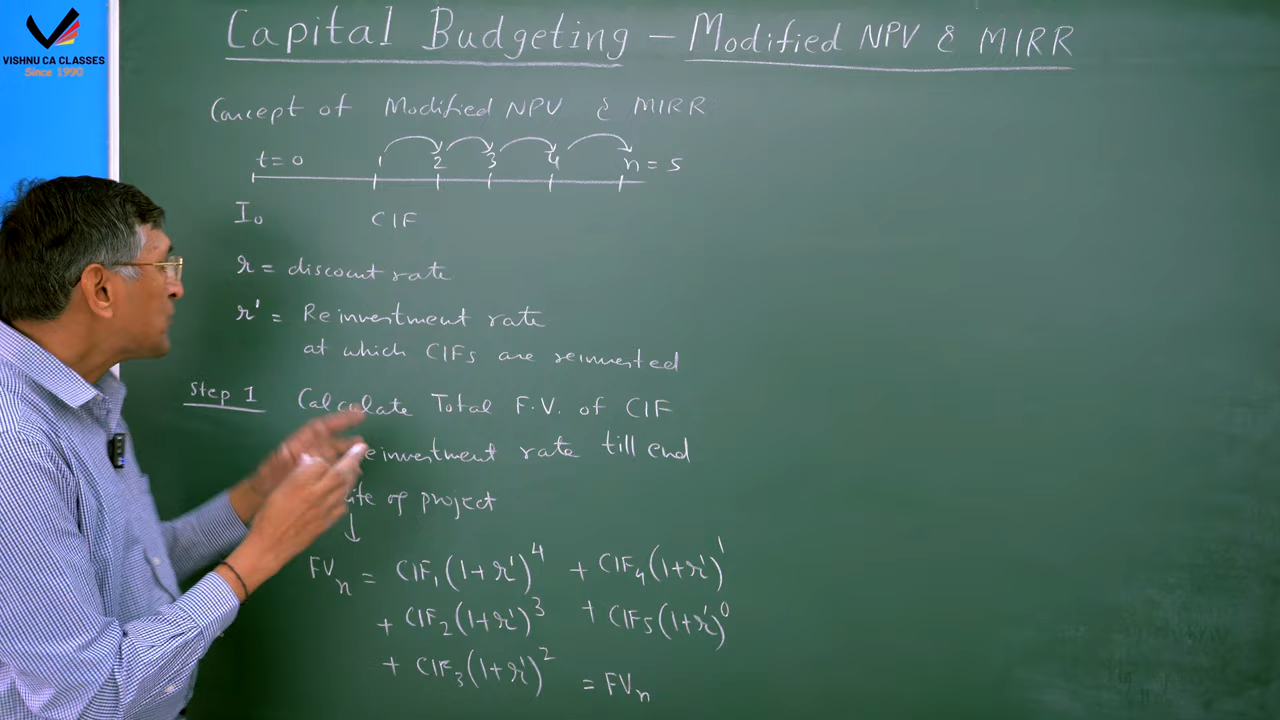 VISHNU CA CLASSES
Since 1990
Capital Budgeting – Modified NPV & MIRR
Concept of Modified NPV & MIRR
t=0 1 2 3 4 n = 5
I₀ CIF
r = discount rate
r' = Reinvestment rate
at which CIFs are reinvested
Step 1 Calculate Total F.V. of CIF
einvestment rate till end
of project
↓
FVₙ = CIF₁(1+r')⁴ + CIF₄(1+r')¹
+ CIF₂(1+r')³ + CIF₅(1+r')⁰
+ CIF₃(1+r')² = FVₙ